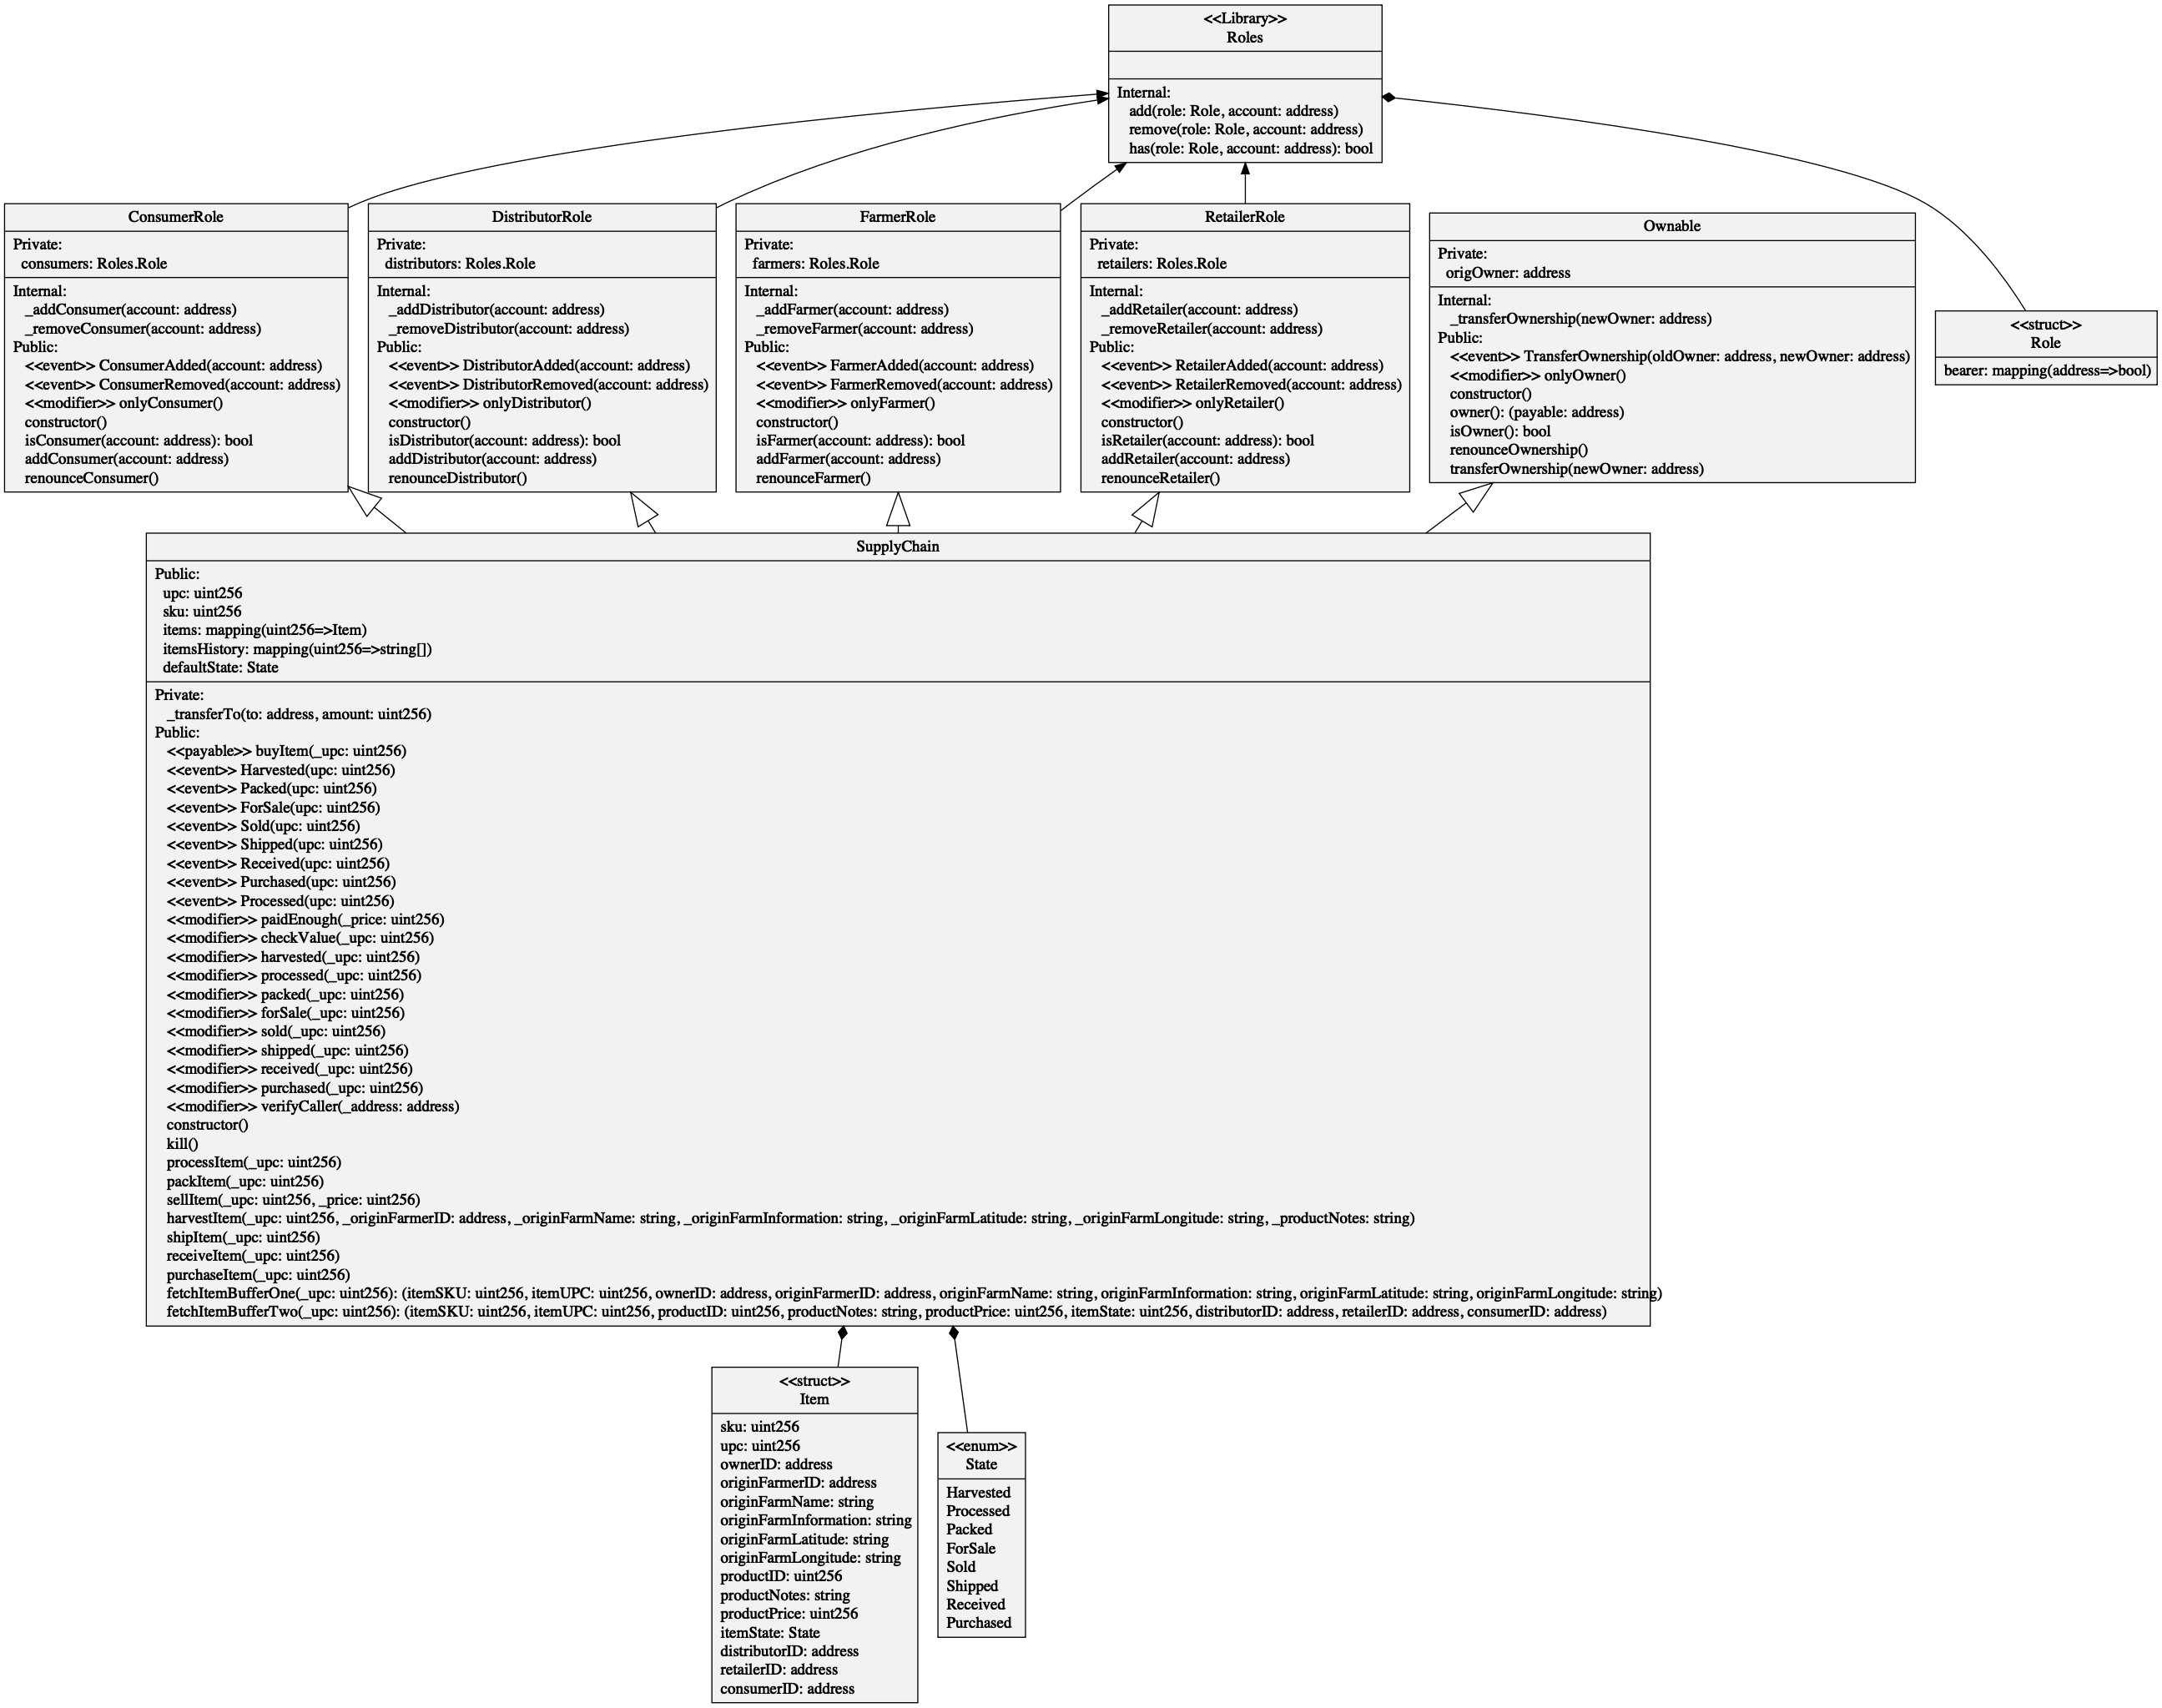 <<Library>>
Roles
Internal:
add(role: Role, account: address)
remove(role: Role, account: address)
has(role: Role, account: address): bool
ConsumerRole
Private:
consumers: Roles.Role
Internal:
_addConsumer(account: address)
_removeConsumer(account: address)
Public:
<<event>> ConsumerAdded(account: address)
<<event>> ConsumerRemoved(account: address)
<<modifier>> onlyConsumer()
constructor()
isConsumer(account: address): bool
addConsumer(account: address)
renounceConsumer()
DistributorRole
Private:
distributors: Roles.Role
Internal:
_addDistributor(account: address)
_removeDistributor(account: address)
Public:
<<event>> DistributorAdded(account: address)
<<event>> DistributorRemoved(account: address)
<<modifier>> onlyDistributor()
constructor()
isDistributor(account: address): bool
addDistributor(account: address)
renounceDistributor()
FarmerRole
Private:
farmers: Roles.Role
Internal:
_addFarmer(account: address)
_removeFarmer(account: address)
Public:
<<event>> FarmerAdded(account: address)
<<event>> FarmerRemoved(account: address)
<<modifier>> onlyFarmer()
constructor()
isFarmer(account: address): bool
addFarmer(account: address)
renounceFarmer()
RetailerRole
Private:
retailers: Roles.Role
Internal:
_addRetailer(account: address)
_removeRetailer(account: address)
Public:
<<event>> RetailerAdded(account: address)
<<event>> RetailerRemoved(account: address)
<<modifier>> onlyRetailer()
constructor()
isRetailer(account: address): bool
addRetailer(account: address)
renounceRetailer()
Ownable
Private:
origOwner: address
Internal:
_transferOwnership(newOwner: address)
Public:
<<event>> TransferOwnership(oldOwner: address, newOwner: address)
<<modifier>> onlyOwner()
constructor()
owner(): (payable: address)
isOwner(): bool
renounceOwnership()
transferOwnership(newOwner: address)
<<struct>>
Role
bearer: mapping(address=>bool)
SupplyChain
Public:
upc: uint256
sku: uint256
items: mapping(uint256=>Item)
itemsHistory: mapping(uint256=>string[])
defaultState: State
Private:
_transferTo(to: address, amount: uint256)
Public:
<<payable>> buyItem(_upc: uint256)
<<event>> Harvested(upc: uint256)
<<event>> Packed(upc: uint256)
<<event>> ForSale(upc: uint256)
<<event>> Sold(upc: uint256)
<<event>> Shipped(upc: uint256)
<<event>> Received(upc: uint256)
<<event>> Purchased(upc: uint256)
<<event>> Processed(upc: uint256)
<<modifier>> paidEnough(_price: uint256)
<<modifier>> checkValue(_upc: uint256)
<<modifier>> harvested(_upc: uint256)
<<modifier>> processed(_upc: uint256)
<<modifier>> packed(_upc: uint256)
<<modifier>> forSale(_upc: uint256)
<<modifier>> sold(_upc: uint256)
<<modifier>> shipped(_upc: uint256)
<<modifier>> received(_upc: uint256)
<<modifier>> purchased(_upc: uint256)
<<modifier>> verifyCaller(_address: address)
constructor()
kill()
processItem(_upc: uint256)
packItem(_upc: uint256)
sellItem(_upc: uint256, _price: uint256)
harvestItem(_upc: uint256, _originFarmerID: address, _originFarmName: string, _originFarmInformation: string, _originFarmLatitude: string, _originFarmLongitude: string, _productNotes: string)
shipItem(_upc: uint256)
receiveItem(_upc: uint256)
purchaseItem(_upc: uint256)
fetchItemBufferOne(_upc: uint256): (itemSKU: uint256, itemUPC: uint256, ownerID: address, originFarmerID: address, originFarmName: string, originFarmInformation: string, originFarmLatitude: string, originFarmLongitude: string)
fetchItemBufferTwo(_upc: uint256): (itemSKU: uint256, itemUPC: uint256, productID: uint256, productNotes: string, productPrice: uint256, itemState: uint256, distributorID: address, retailerID: address, consumerID: address)
<<struct>>
Item
sku: uint256
upc: uint256
ownerID: address
originFarmerID: address
originFarmName: string
originFarmInformation: string
originFarmLatitude: string
originFarmLongitude: string
productID: uint256
productNotes: string
productPrice: uint256
itemState: State
distributorID: address
retailerID: address
consumerID: address
<<enum>>
State
Harvested
Processed
Packed
ForSale
Sold
Shipped
Received
Purchased